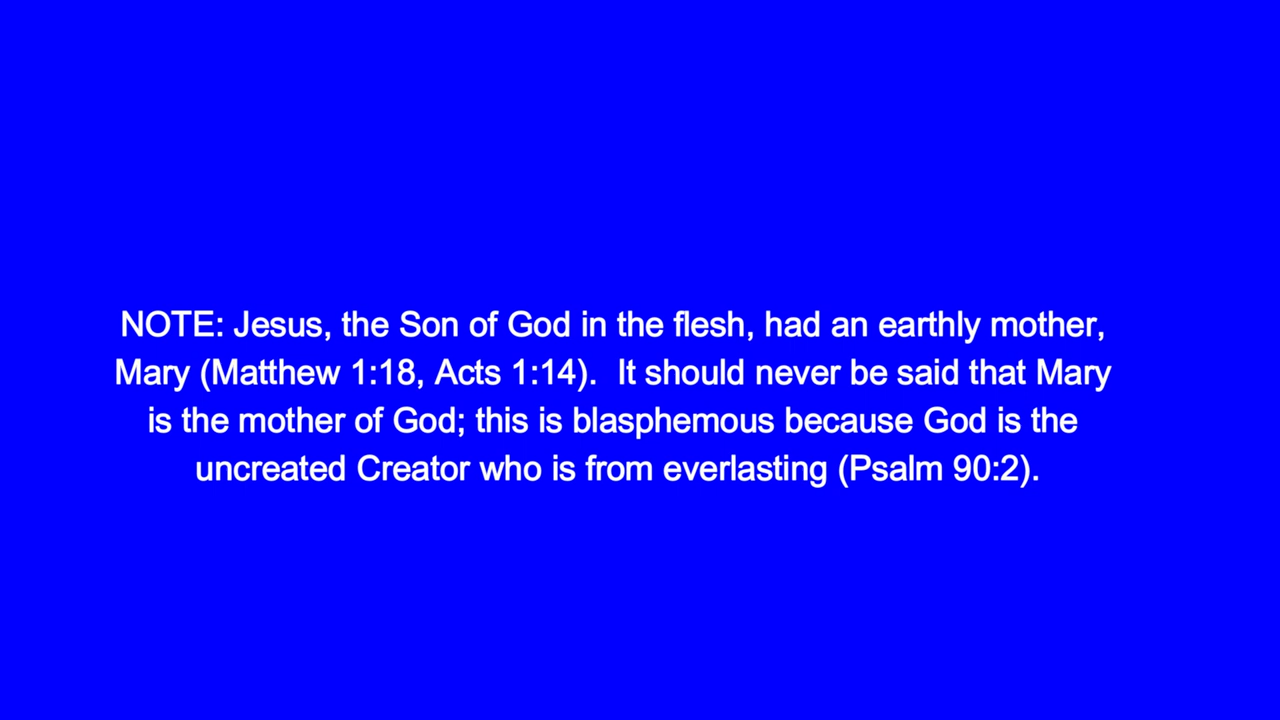 NOTE: Jesus, the Son of God in the flesh, had an earthly mother,
Mary (Matthew 1:18, Acts 1:14).  It should never be said that Mary
is the mother of God; this is blasphemous because God is the
uncreated Creator who is from everlasting (Psalm 90:2).